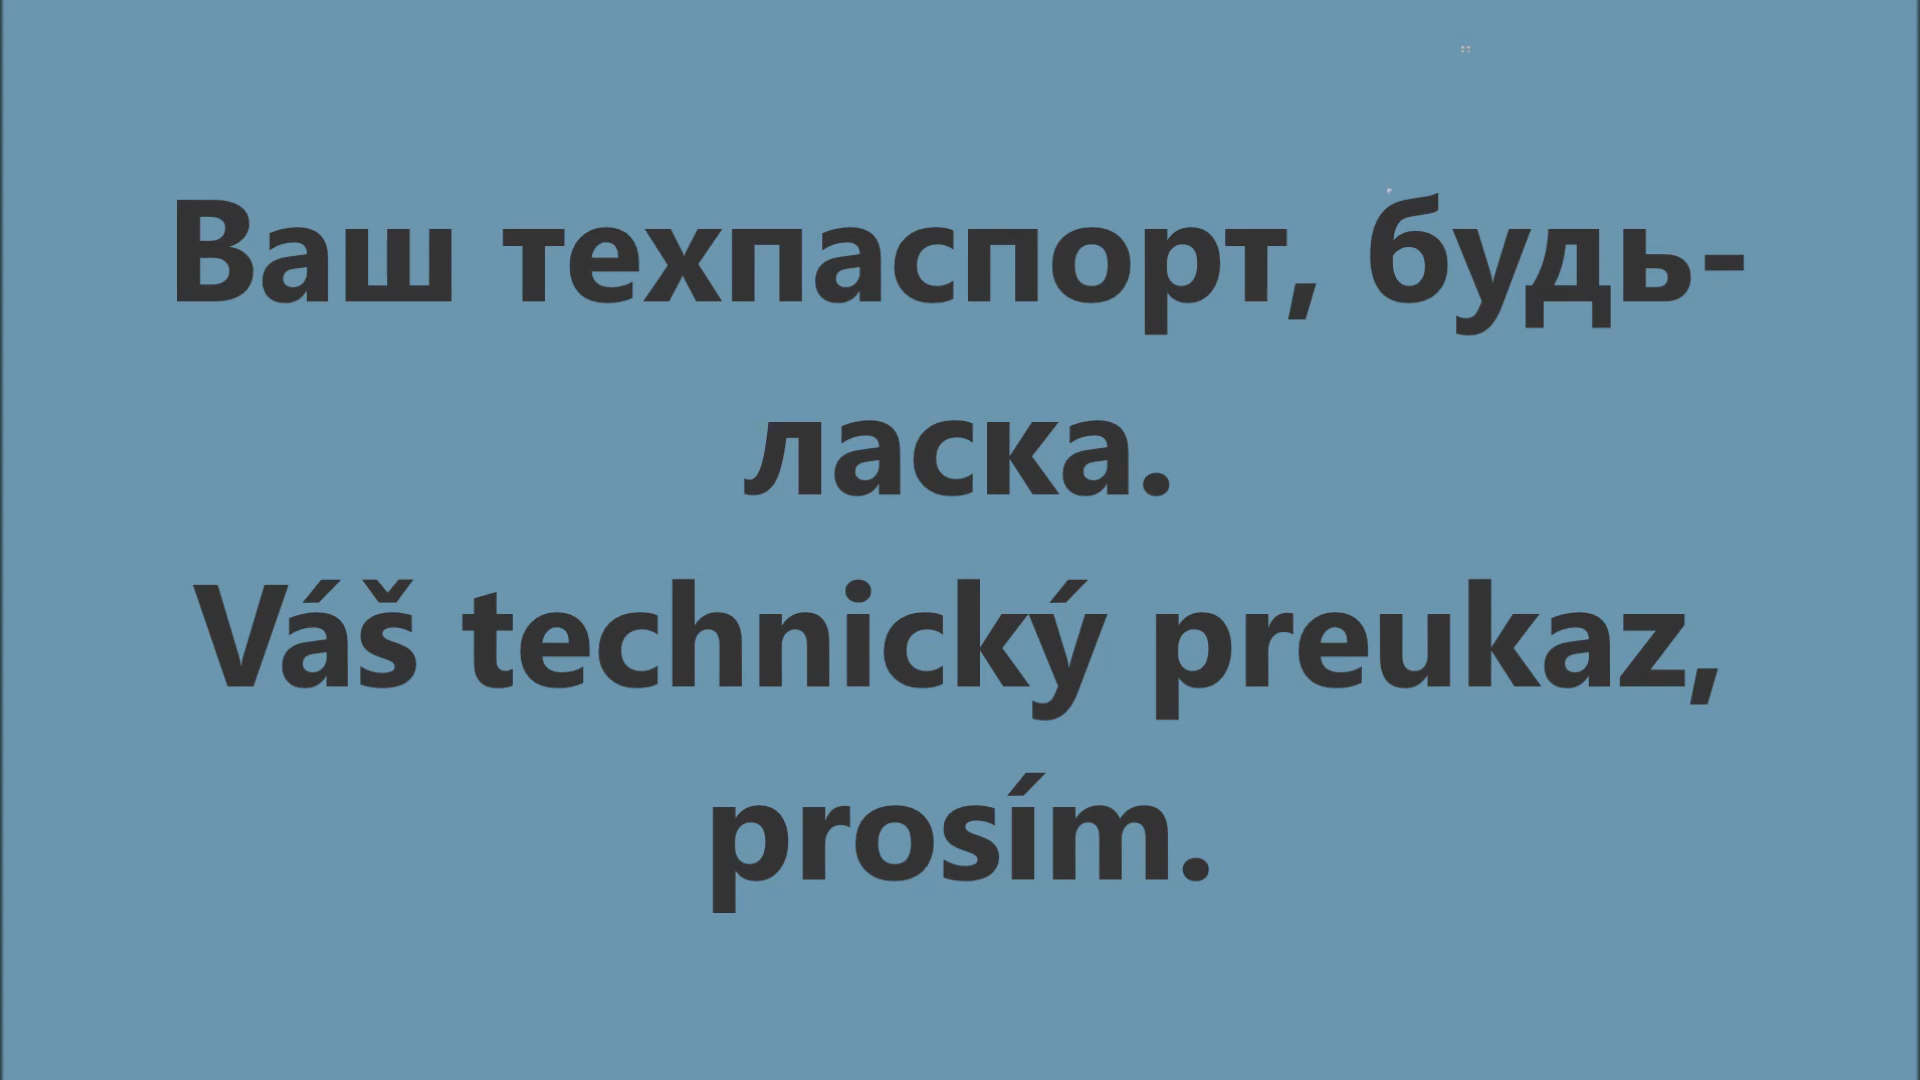 Ваш техпаспорт, будь-
ласка.
Váš technický preukaz,
prosím.